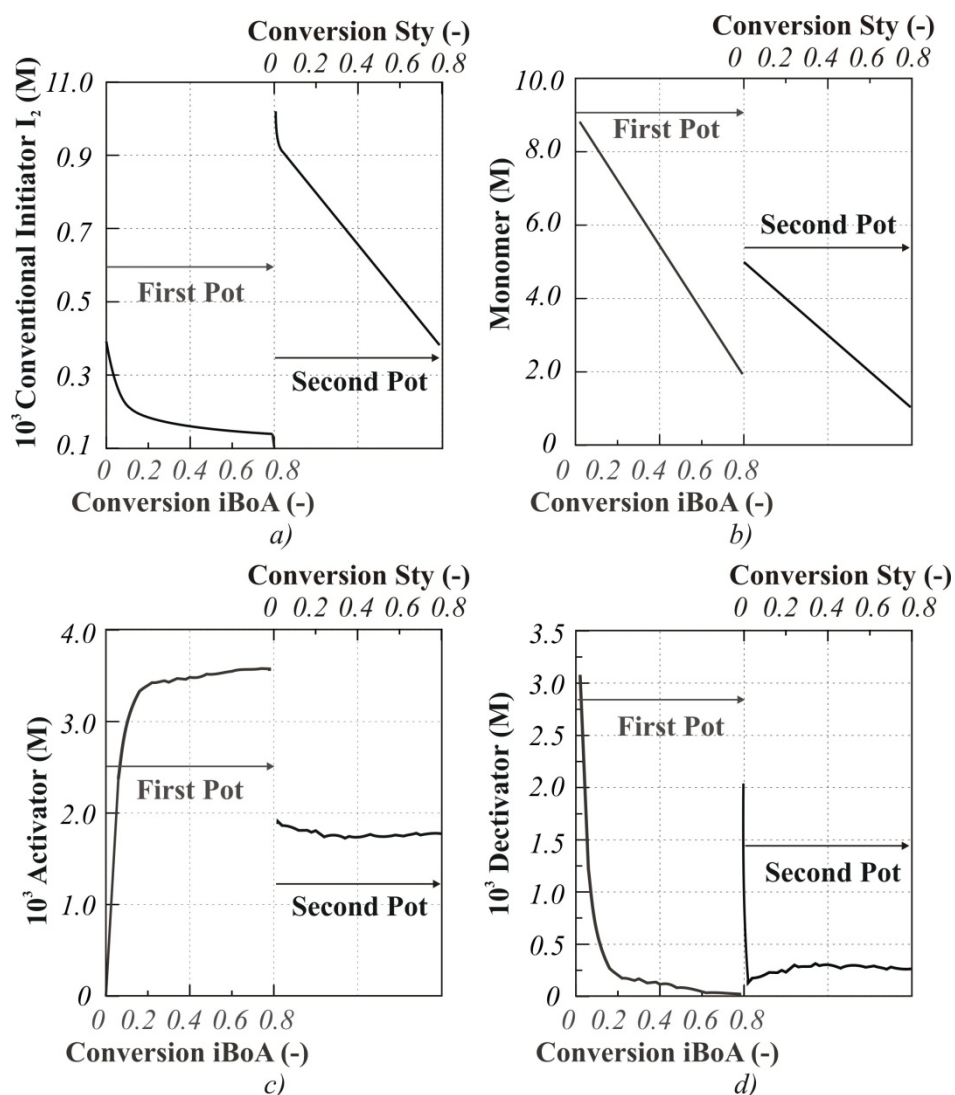 Conversion Sty (-)
0 0.2 0.4 0.6 0.8
11.0
0.9
0.7
0.5
0.3
0.1
10³ Conventional Initiator I₂ (M)
First Pot
Second Pot
0 0.2 0.4 0.6 0.8
Conversion iBoA (-)
a)
Conversion Sty (-)
0 0.2 0.4 0.6 0.8
10.0
8.0
6.0
4.0
2.0
0
Monomer (M)
First Pot
Second Pot
0 0.2 0.4 0.6 0.8
Conversion iBoA (-)
b)
Conversion Sty (-)
0 0.2 0.4 0.6 0.8
4.0
3.0
2.0
1.0
0
10³ Activator (M)
First Pot
Second Pot
0 0.2 0.4 0.6 0.8
Conversion iBoA (-)
c)
Conversion Sty (-)
0 0.2 0.4 0.6 0.8
3.5
3.0
2.5
2.0
1.5
1.0
0.5
0
10³ Dectivator (M)
First Pot
Second Pot
0 0.2 0.4 0.6 0.8
Conversion iBoA (-)
d)